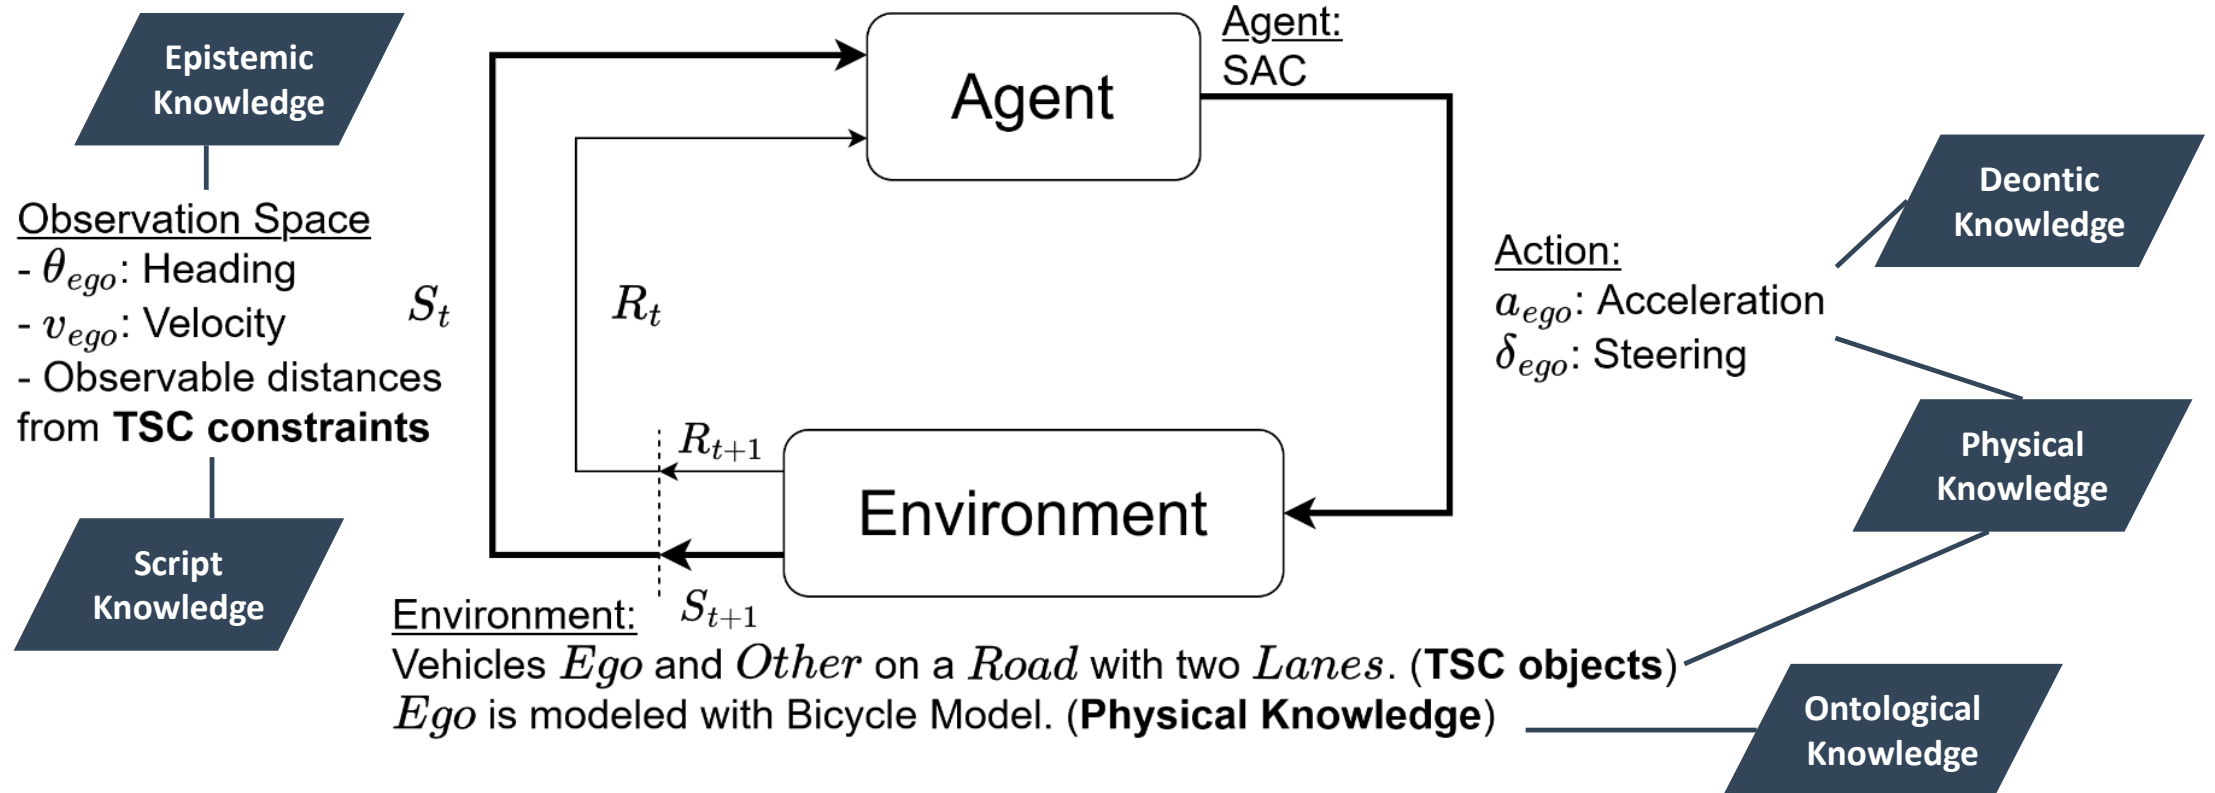 Epistemic
Knowledge
Observation Space
- θ_ego: Heading
- v_ego: Velocity
- Observable distances
from TSC constraints
Script
Knowledge
S_t
R_t
Agent
Agent:
SAC
R_{t+1}
Environment
S_{t+1}
Action:
a_ego: Acceleration
δ_ego: Steering
Deontic
Knowledge
Physical
Knowledge
Environment:
Vehicles Ego and Other on a Road with two Lanes. (TSC objects)
Ego is modeled with Bicycle Model. (Physical Knowledge)
Ontological
Knowledge